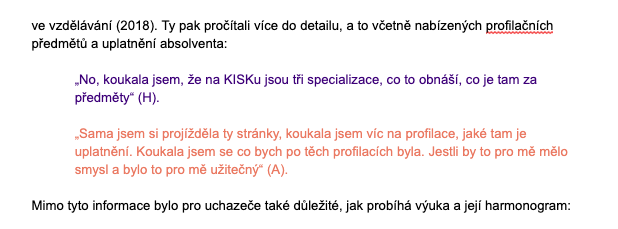 ve vzdělávání (2018). Ty pak pročítali více do detailu, a to včetně nabízených profilačních
předmětů a uplatnění absolventa:
„No, koukala jsem, že na KISKu jsou tři specializace, co to obnáší, co je tam za
předměty“ (H).
„Sama jsem si projížděla ty stránky, koukala jsem víc na profilace, jaké tam je
uplatnění. Koukala jsem se co bych po těch profilacích byla. Jestli by to pro mě mělo
smysl a bylo to pro mě užitečný“ (A).
Mimo tyto informace bylo pro uchazeče také důležité, jak probíhá výuka a její harmonogram: